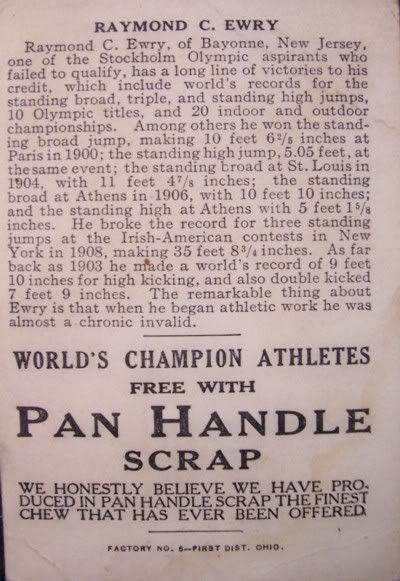 RAYMOND C. EWRY
Raymond C. Ewry, of Bayonne, New Jersey,
one of the Stockholm Olympic aspirants who
failed to qualify, has a long line of victories to his
credit, which include world's records for the
standing broad, triple, and standing high jumps,
10 Olympic titles, and 20 indoor and outdoor
championships. Among others he won the stand-
ing broad jump, making 10 feet 6 2/5 inches at
Paris in 1900; the standing high jump, 5.05 feet, at
the same event; the standing broad at St. Louis in
1904, with 11 feet 4 7/8 inches; the standing
broad at Athens in 1906, with 10 feet 10 inches;
and the standing high at Athens with 5 feet 1 5/8
inches. He broke the record for three standing
jumps at the Irish-American contests in New
York in 1908, making 35 feet 8 3/4 inches. As far
back as 1903 he made a world's record of 9 feet
10 inches for high kicking, and also double kicked
7 feet 9 inches. The remarkable thing about
Ewry is that when he began athletic work he was
almost a chronic invalid.
WORLD'S CHAMPION ATHLETES
FREE WITH
PAN HANDLE
SCRAP
WE HONESTLY BELIEVE WE HAVE PRO-
DUCED IN PAN HANDLE SCRAP THE FINEST
CHEW THAT HAS EVER BEEN OFFERED.
FACTORY NO. 6--FIRST DIST. OHIO.